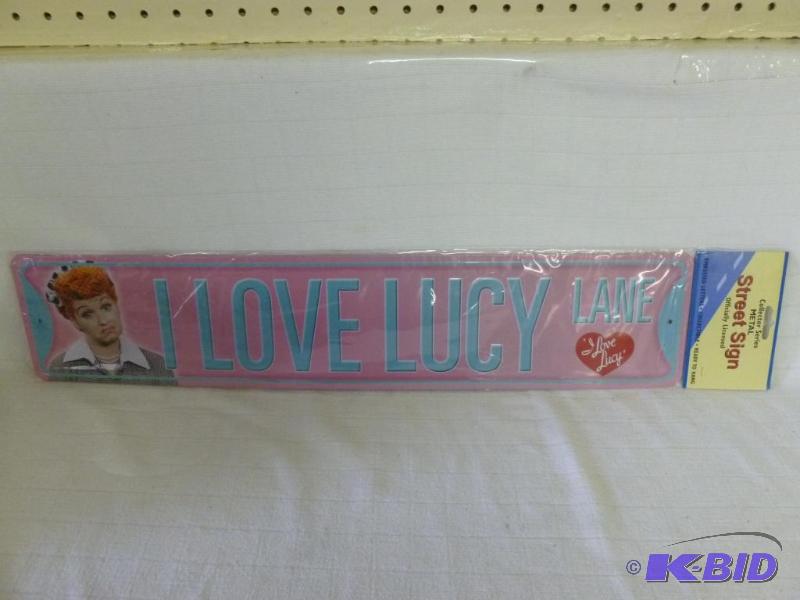 I LOVE LUCY LANE
I Love
Lucy
Collector Series
METAL
Street Sign
Officially Licensed
© K-BID